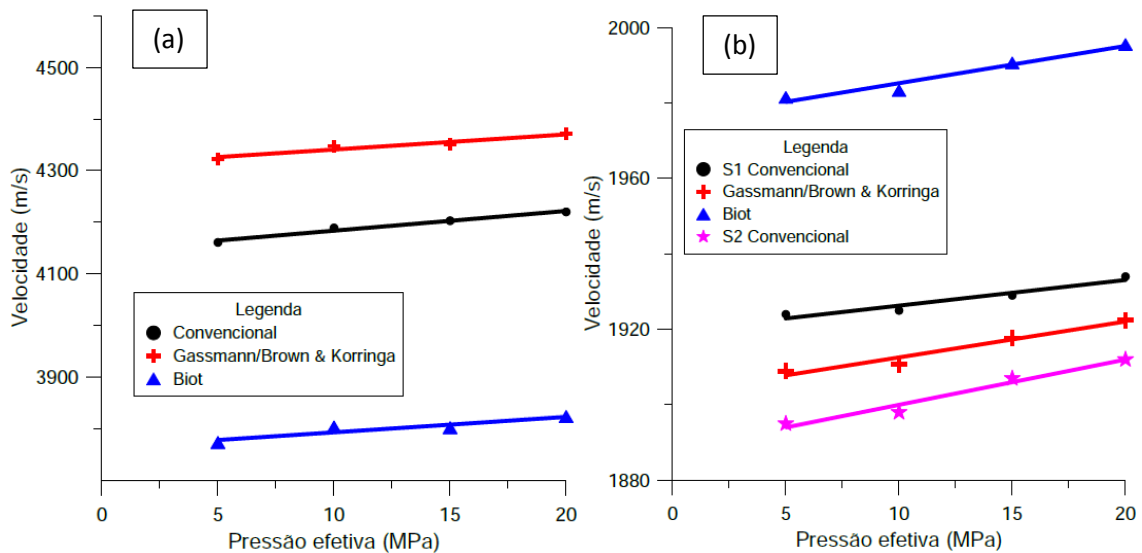 (a)
4500
4300
4100
3900
Velocidade (m/s)
Legenda
Convencional
Gassmann/Brown & Korringa
Biot
0 5 10 15 20
Pressão efetiva (MPa)
(b)
2000
1960
1920
1880
Velocidade (m/s)
Legenda
S1 Convencional
Gassmann/Brown & Korringa
Biot
S2 Convencional
0 5 10 15 20
Pressão efetiva (MPa)